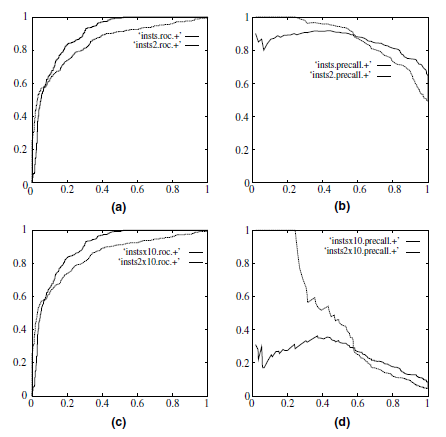 1
0.8
0.6
0.4
0.2
0
0 0.2 0.4 0.6 0.8 1
'insts.roc.+'
'insts2.roc.+'
(a)
1
0.8
0.6
0.4
0.2
0
0 0.2 0.4 0.6 0.8 1
'insts.precall.+'
'insts2.precall.+'
(b)
1
0.8
0.6
0.4
0.2
0
0 0.2 0.4 0.6 0.8 1
'instsx10.roc.+'
'insts2x10.roc.+'
(c)
1
0.8
0.6
0.4
0.2
0
0 0.2 0.4 0.6 0.8 1
'instsx10.precall.+'
'insts2x10.precall.+'
(d)